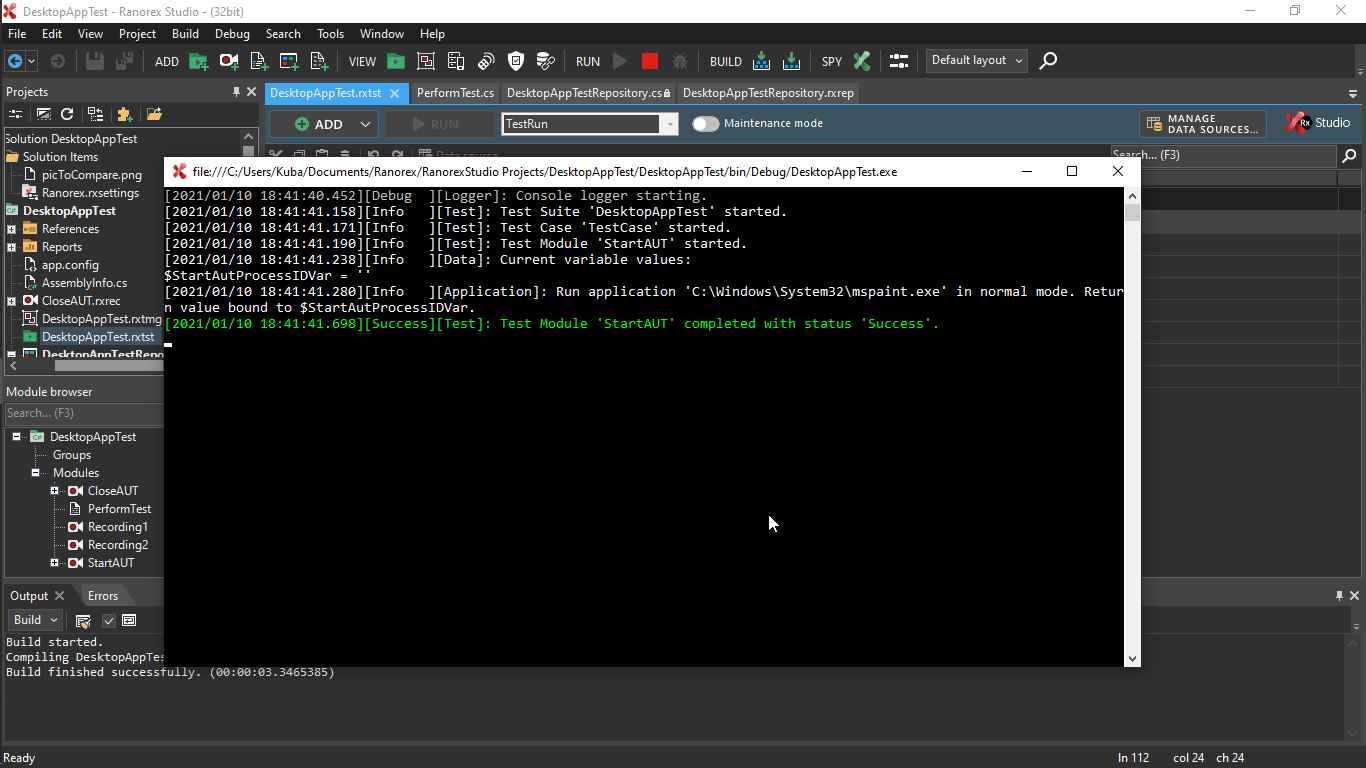 DesktopAppTest - Ranorex Studio - (32bit)
File Edit View Project Build Debug Search Tools Window Help
ADD VIEW RUN BUILD SPY Default layout
Projects
DesktopAppTest.rxtst PerformTest.cs DesktopAppTestRepository.cs DesktopAppTestRepository.rxrep
ADD RUN TestRun Maintenance mode MANAGE DATA SOURCES... Rx Studio
Data source
Search... (F3)
Solution DesktopAppTest
Solution Items
picToCompare.png
Ranorex.rxsettings
DesktopAppTest
References
Reports
app.config
AssemblyInfo.cs
CloseAUT.rxrec
DesktopAppTest.rxtmg
DesktopAppTest.rxtst
DesktopAppTestRepo
Module browser
Search... (F3)
DesktopAppTest
Groups
Modules
CloseAUT
PerformTest
Recording1
Recording2
StartAUT
file:///C:/Users/Kuba/Documents/Ranorex/RanorexStudio Projects/DesktopAppTest/DesktopAppTest/bin/Debug/DesktopAppTest.exe
[2021/01/10 18:41:40.452][Debug  ][Logger]: Console logger starting.
[2021/01/10 18:41:41.158][Info   ][Test]: Test Suite 'DesktopAppTest' started.
[2021/01/10 18:41:41.171][Info   ][Test]: Test Case 'TestCase' started.
[2021/01/10 18:41:41.190][Info   ][Test]: Test Module 'StartAUT' started.
[2021/01/10 18:41:41.238][Info   ][Data]: Current variable values:
$StartAutProcessIDVar = ''
[2021/01/10 18:41:41.280][Info   ][Application]: Run application 'C:\Windows\System32\mspaint.exe' in normal mode. Retur
n value bound to $StartAutProcessIDVar.
[2021/01/10 18:41:41.698][Success][Test]: Test Module 'StartAUT' completed with status 'Success'.
Output Errors
Build
Build started.
Compiling DesktopAppTes
Build finished successfully. (00:00:03.3465385)
Ready ln 112 col 24 ch 24